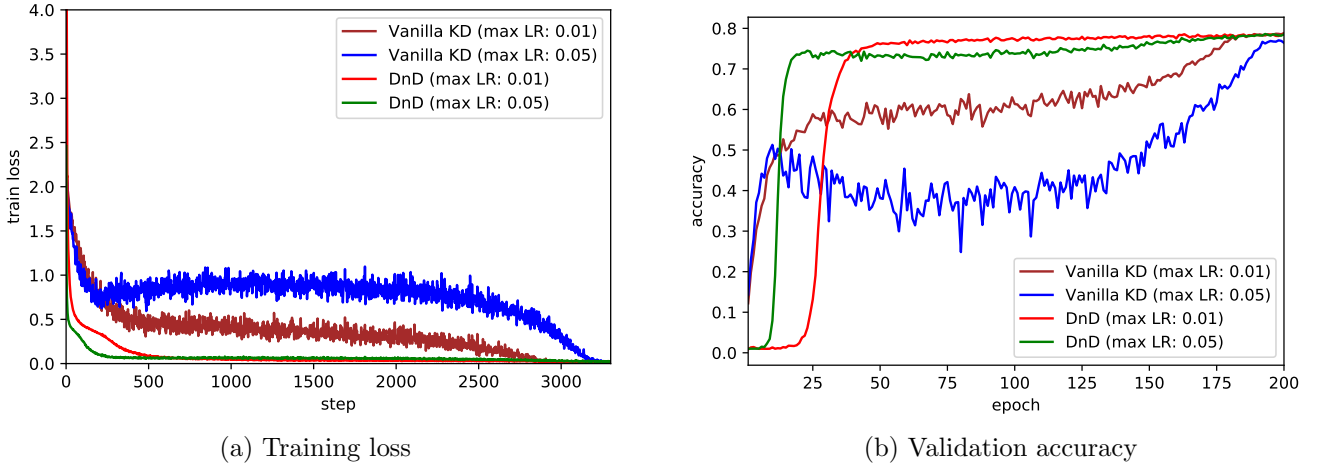 4.0
3.5
3.0
2.5
2.0
1.5
1.0
0.5
0.0
train loss
0
500
1000
1500
2000
2500
3000
step
Vanilla KD (max LR: 0.01)
Vanilla KD (max LR: 0.05)
DnD (max LR: 0.01)
DnD (max LR: 0.05)
(a) Training loss
0.8
0.7
0.6
0.5
0.4
0.3
0.2
0.1
0.0
accuracy
25
50
75
100
125
150
175
200
epoch
Vanilla KD (max LR: 0.01)
Vanilla KD (max LR: 0.05)
DnD (max LR: 0.01)
DnD (max LR: 0.05)
(b) Validation accuracy